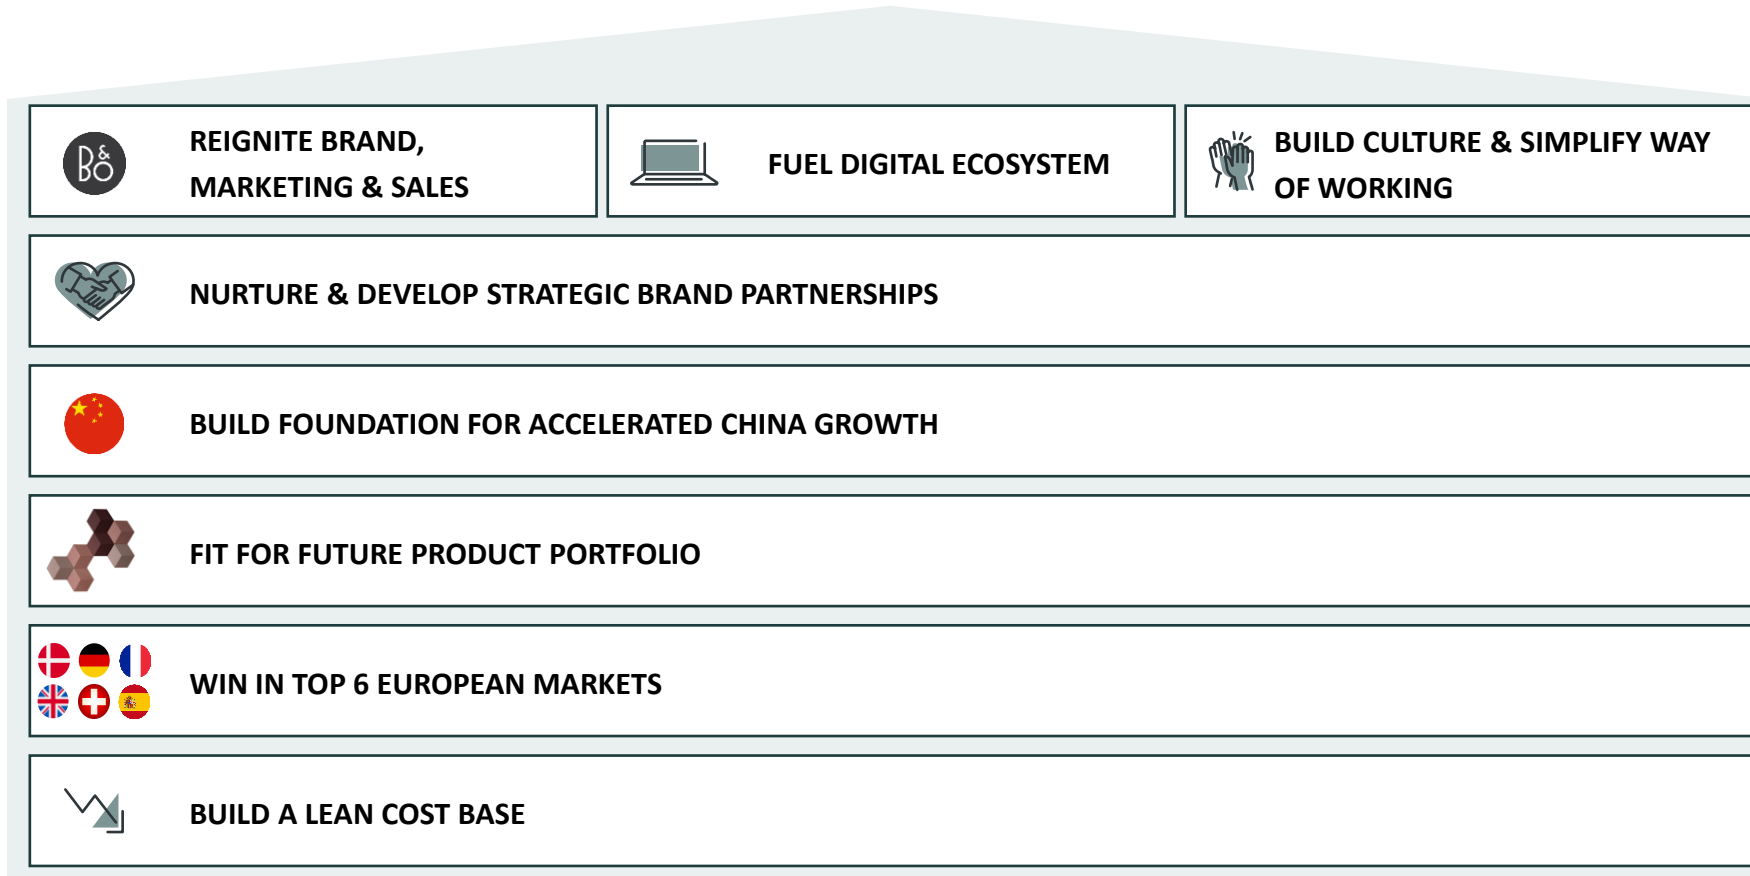 B&O
REIGNITE BRAND,
MARKETING & SALES
FUEL DIGITAL ECOSYSTEM
BUILD CULTURE & SIMPLIFY WAY
OF WORKING
NURTURE & DEVELOP STRATEGIC BRAND PARTNERSHIPS
BUILD FOUNDATION FOR ACCELERATED CHINA GROWTH
FIT FOR FUTURE PRODUCT PORTFOLIO
WIN IN TOP 6 EUROPEAN MARKETS
BUILD A LEAN COST BASE